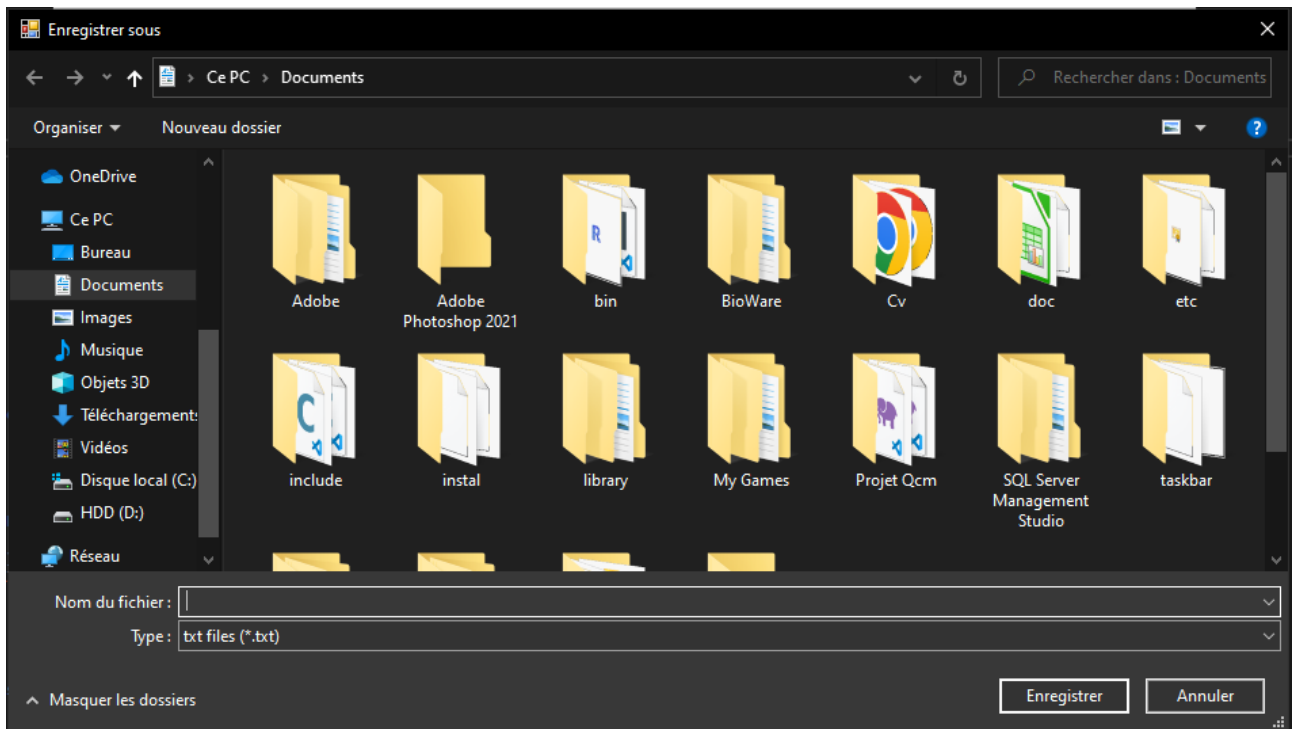 Enregistrer sous
Ce PC > Documents
Rechercher dans : Documents
Organiser
Nouveau dossier
OneDrive
Ce PC
Bureau
Documents
Images
Musique
Objets 3D
Téléchargements
Vidéos
Disque local (C:)
HDD (D:)
Réseau
Adobe
Adobe
Photoshop 2021
bin
BioWare
Cv
doc
etc
include
instal
library
My Games
Projet Qcm
SQL Server
Management
Studio
taskbar
Nom du fichier :
Type : txt files (*.txt)
Masquer les dossiers
Enregistrer
Annuler